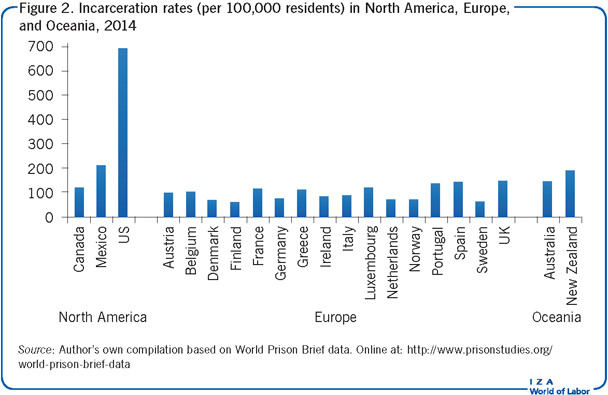 Figure 2. Incarceration rates (per 100,000 residents) in North America, Europe,
and Oceania, 2014
700
600
500
400
300
200
100
0
Canada
Mexico
US
Austria
Belgium
Denmark
Finland
France
Germany
Greece
Ireland
Italy
Luxembourg
Netherlands
Norway
Portugal
Spain
Sweden
UK
Australia
New Zealand
North America
Europe
Oceania
Source: Author's own compilation based on World Prison Brief data. Online at: http://www.prisonstudies.org/
world-prison-brief-data
I Z A
World of Labor